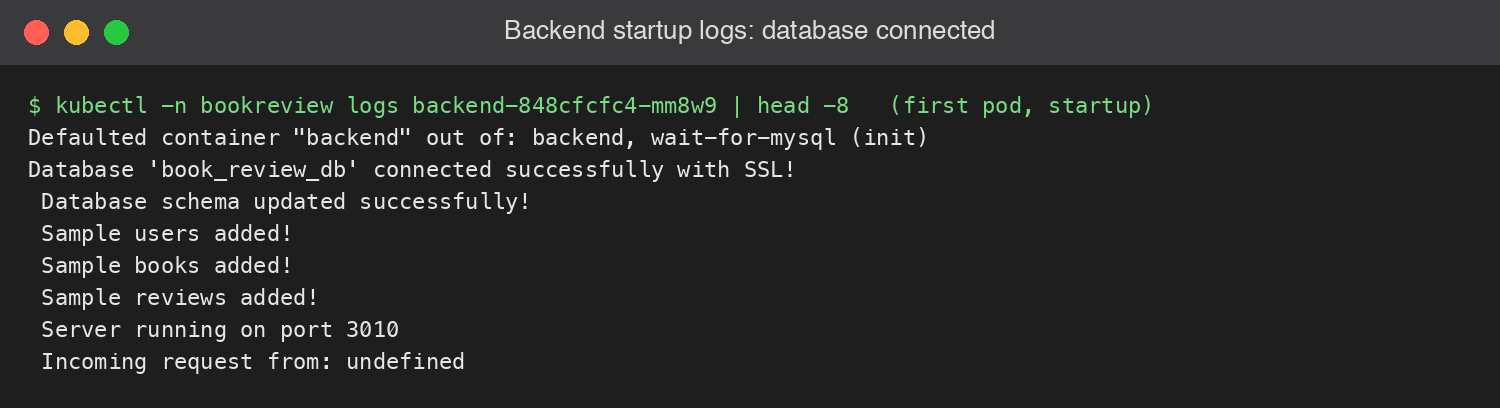 Backend startup logs: database connected
$ kubectl -n bookreview logs backend-848cfcfc4-mm8w9 | head -8   (first pod, startup)
Defaulted container "backend" out of: backend, wait-for-mysql (init)
Database 'book_review_db' connected successfully with SSL!
 Database schema updated successfully!
 Sample users added!
 Sample books added!
 Sample reviews added!
 Server running on port 3010
 Incoming request from: undefined